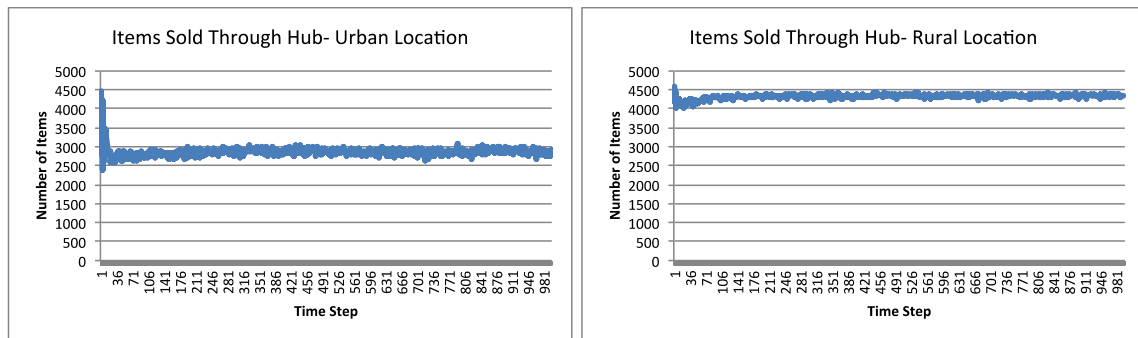 Items Sold Through Hub- Urban Location
5000
4500
4000
3500
3000
2500
2000
1500
1000
500
0
Number of Items
1 36 71 106 141 176 211 246 281 316 351 386 421 456 491 526 561 596 631 666 701 736 771 806 841 876 911 946 981
Time Step
Items Sold Through Hub- Rural Location
5000
4500
4000
3500
3000
2500
2000
1500
1000
500
0
Number of Items
1 36 71 106 141 176 211 246 281 316 351 386 421 456 491 526 561 596 631 666 701 736 771 806 841 876 911 946 981
Time Step